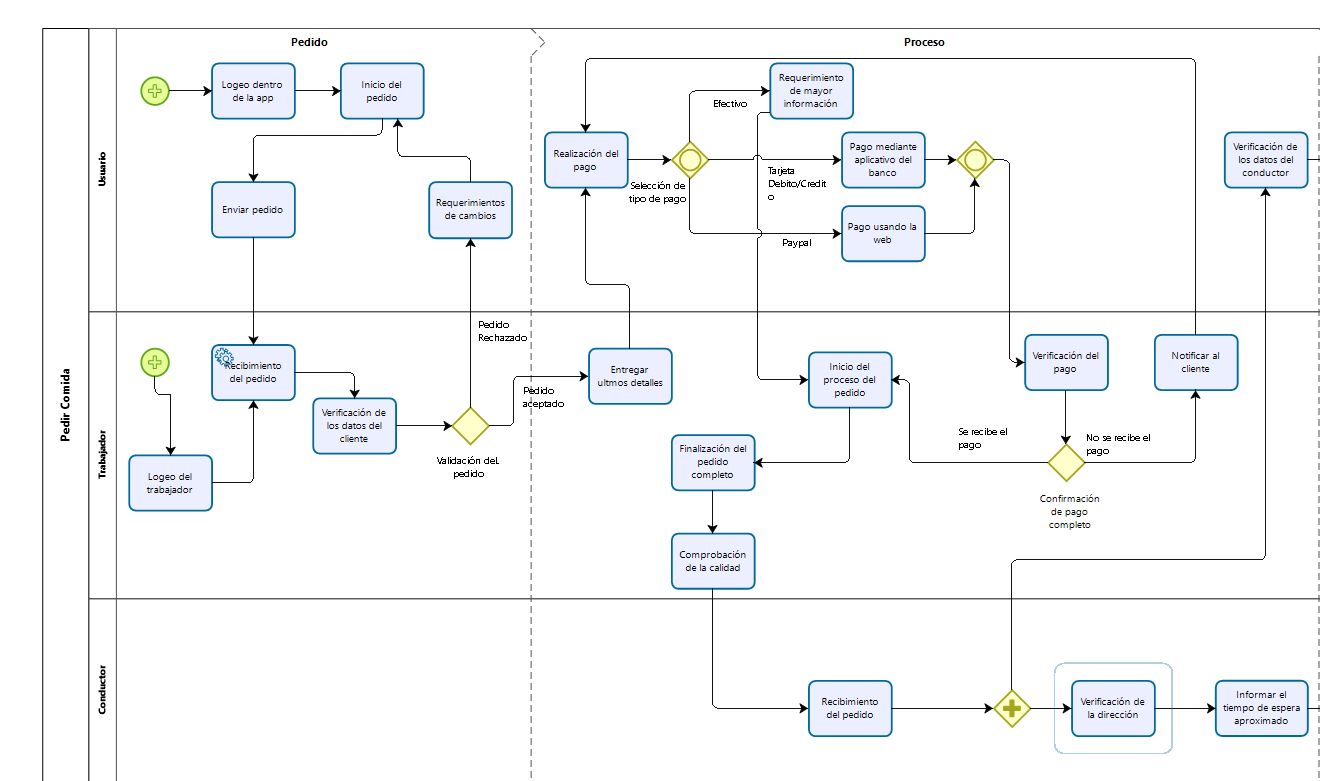 Pedir Comida
Pedido
Proceso
Usuario
Logeo dentro
de la app
Inicio del
pedido
Enviar pedido
Requerimientos
de cambios
Realización del
pago
Selección de
tipo de pago
Efectivo
Requerimiento
de mayor
información
Tarjeta
Debito/Credit
o
Pago mediante
aplicativo del
banco
Paypal
Pago usando la
web
Verificación de
los datos del
conductor
Trabajador
Recibimiento
del pedido
Logeo del
trabajador
Verificación de
los datos del
cliente
Validación del
pedido
Pedido
Rechazado
Pedido
aceptado
Entregar
ultmos detalles
Inicio del
proceso del
pedido
Verificación del
pago
Notificar al
cliente
Se recibe el
pago
No se recibe el
pago
Confirmación
de pago
completo
Finalización del
pedido
completo
Comprobación
de la calidad
Conductor
Recibimiento
del pedido
Verificación de
la dirección
Informar el
tiempo de espera
aproximado